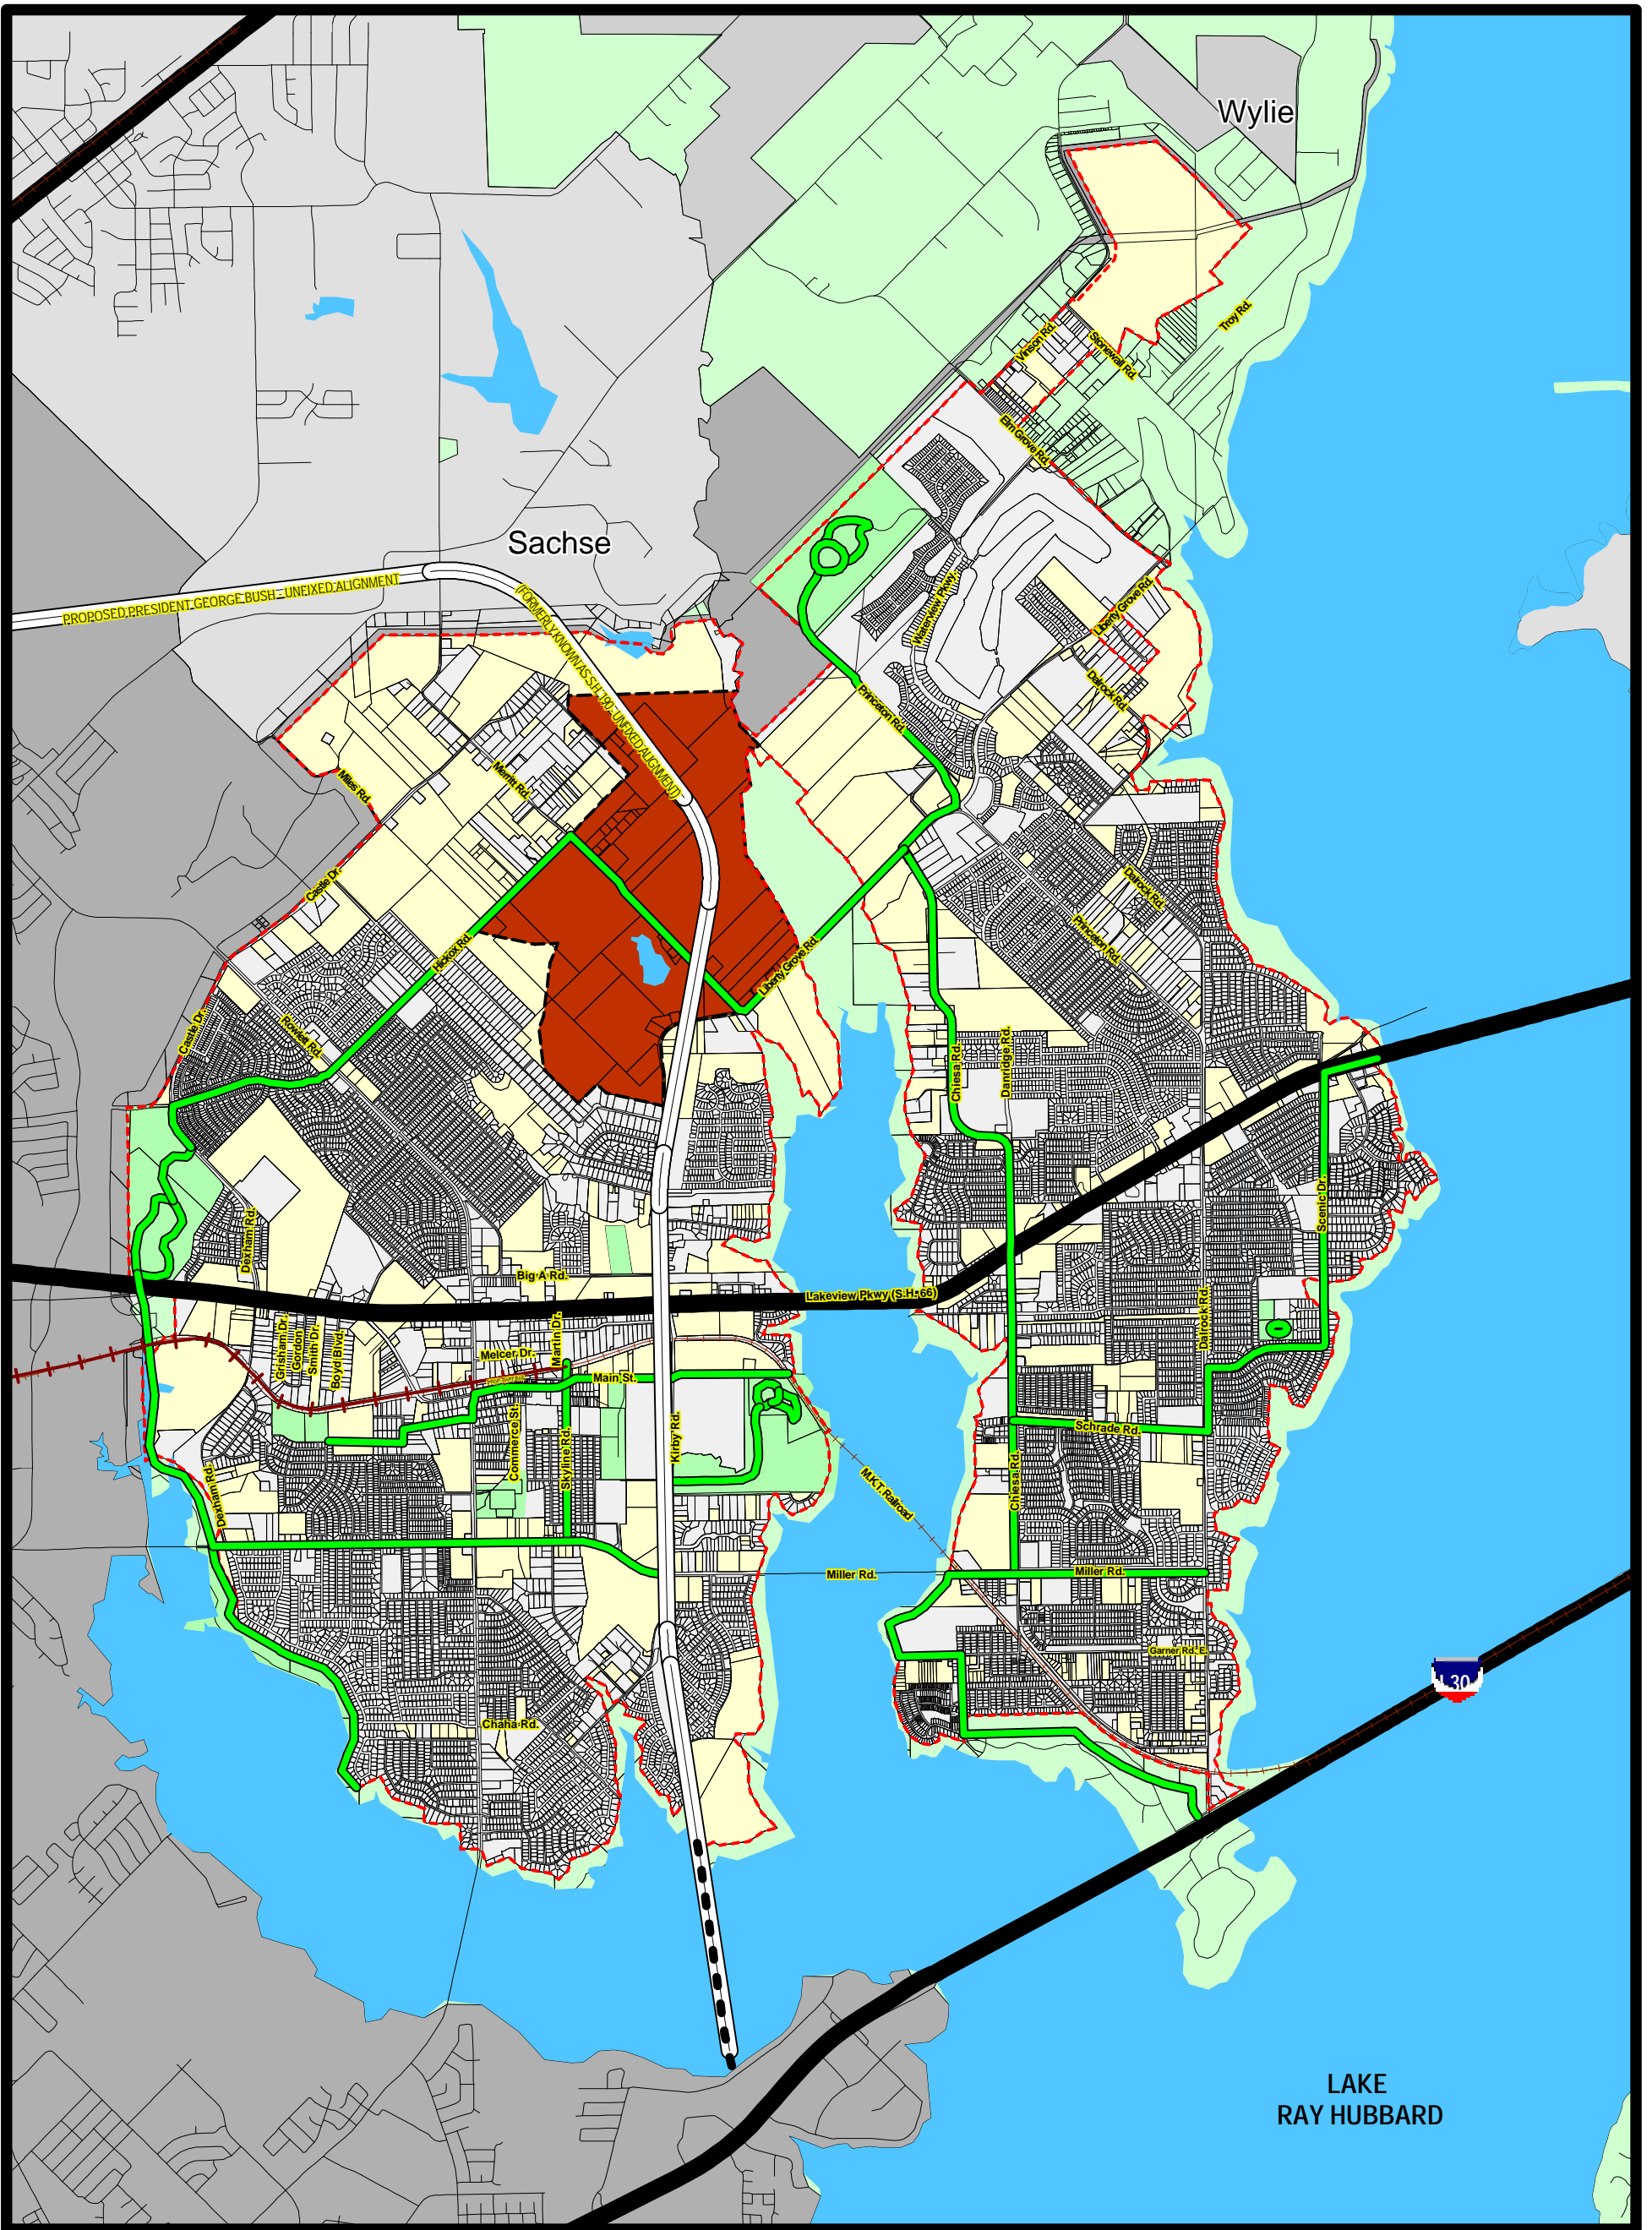 Wylie
Troy Rd.
Vinson Rd.
Stonewall Rd.
Elm Grove Rd.
Sachse
PROPOSED PRESIDENT GEORGE BUSH - UNFIXED ALIGNMENT
(FORMERLY KNOWN AS S.H. 190 - UNFIXED ALIGNMENT)
Waterview Pkwy.
Liberty Grove Rd.
Princeton Rd.
Dalrock Rd.
Merritt Rd.
Miles Rd.
Castle Dr.
Dalrock Rd.
Princeton Rd.
Hickox Rd.
Liberty Grove Rd.
Castle Dr.
Rowlett Rd.
Chiesa Rd.
Danridge Rd.
Scenic Dr.
Dexham Rd.
Big A Rd.
Lakeview Pkwy (S.H. 66)
Dalrock Rd.
Grisham Dr.
Gordon
Smith Dr.
Boyd Blvd.
Martin Dr.
Melcer Dr.
Main St.
Commerce St.
Skyline Rd.
Kirby Rd.
Schrade Rd.
Chiesa Rd.
Dexham Rd.
M.K.T. Railroad
Miller Rd.
Miller Rd.
Garner Rd. E.
I-30
Chaha Rd.
LAKE
RAY HUBBARD